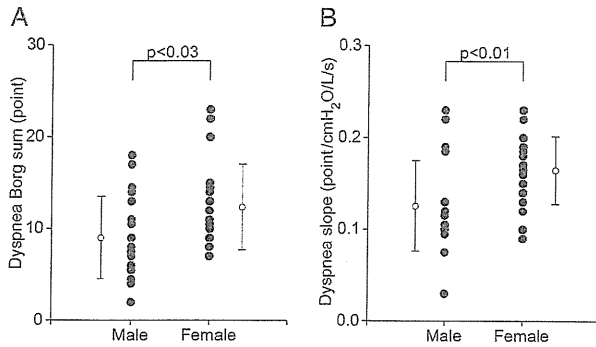 A
Dyspnea Borg sum (point)
30
20
10
0
p<0.03
Male
Female
B
Dyspnea slope (point/cmH₂O/L/s)
0.3
0.2
0.1
0.0
p<0.01
Male
Female